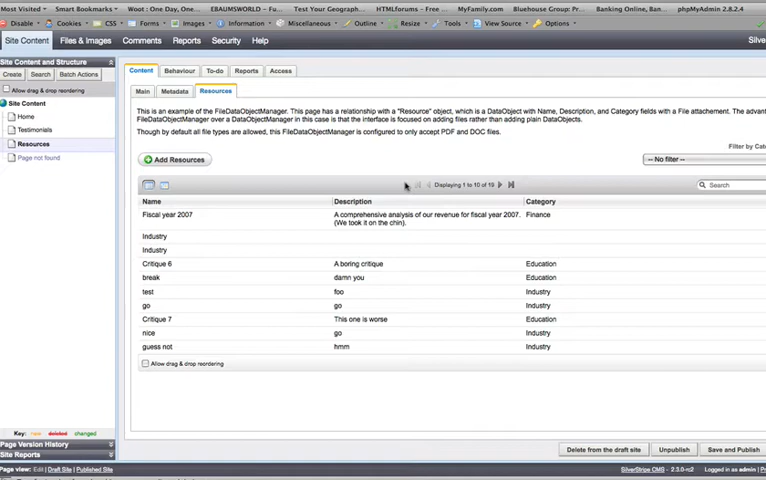 Most Visited Smart Bookmarks Woot : One Day, One... EBAUMSWORLD – Fu... Test Your Geograph... HTMLforums – Free ... MyFamily.com Bluehouse Group: Pr... Banking Online, Ban... phpMyAdmin 2.8.2.4
Disable Cookies CSS Forms Images Information Miscellaneous Outline Resize Tools View Source Options
Site Content Files & Images Comments Reports Security Help Silver
Site Content and Structure
Create Search Batch Actions
Allow drag & drop reordering
Site Content
Home
Testimonials
Resources
Page not found
Content Behaviour To-do Reports Access
Main Metadata Resources
This is an example of the FileDataObjectManager. This page has a relationship with a "Resource" object, which is a DataObject with Name, Description, and Category fields with a File attachement. The advan
FileDataObjectManager over a DataObjectManager in this case is that the interface is focused on adding files rather than adding plain DataObjects.
Though by default all file types are allowed, this FileDataObjectManager is configured to only accept PDF and DOC files.
Filter by Cat
Add Resources
-- No filter --
Displaying 1 to 10 of 19
Search
Name Description Category
Fiscal year 2007 A comprehensive analysis of our revenue for fiscal year 2007. Finance
(We took it on the chin).
Industry
Industry
Critique 6 A boring critique Education
break damn you Education
test foo Industry
go go Industry
Critique 7 This one is worse Education
nice go Industry
guess not hmm Industry
Allow drag & drop reordering
Key: new deleted changed
Page Version History
Site Reports
Delete from the draft site Unpublish Save and Publish
Page view: Edit | Draft Site | Published Site
SilverStripe CMS - 2.3.0-rc2 Logged in as admin | Pr